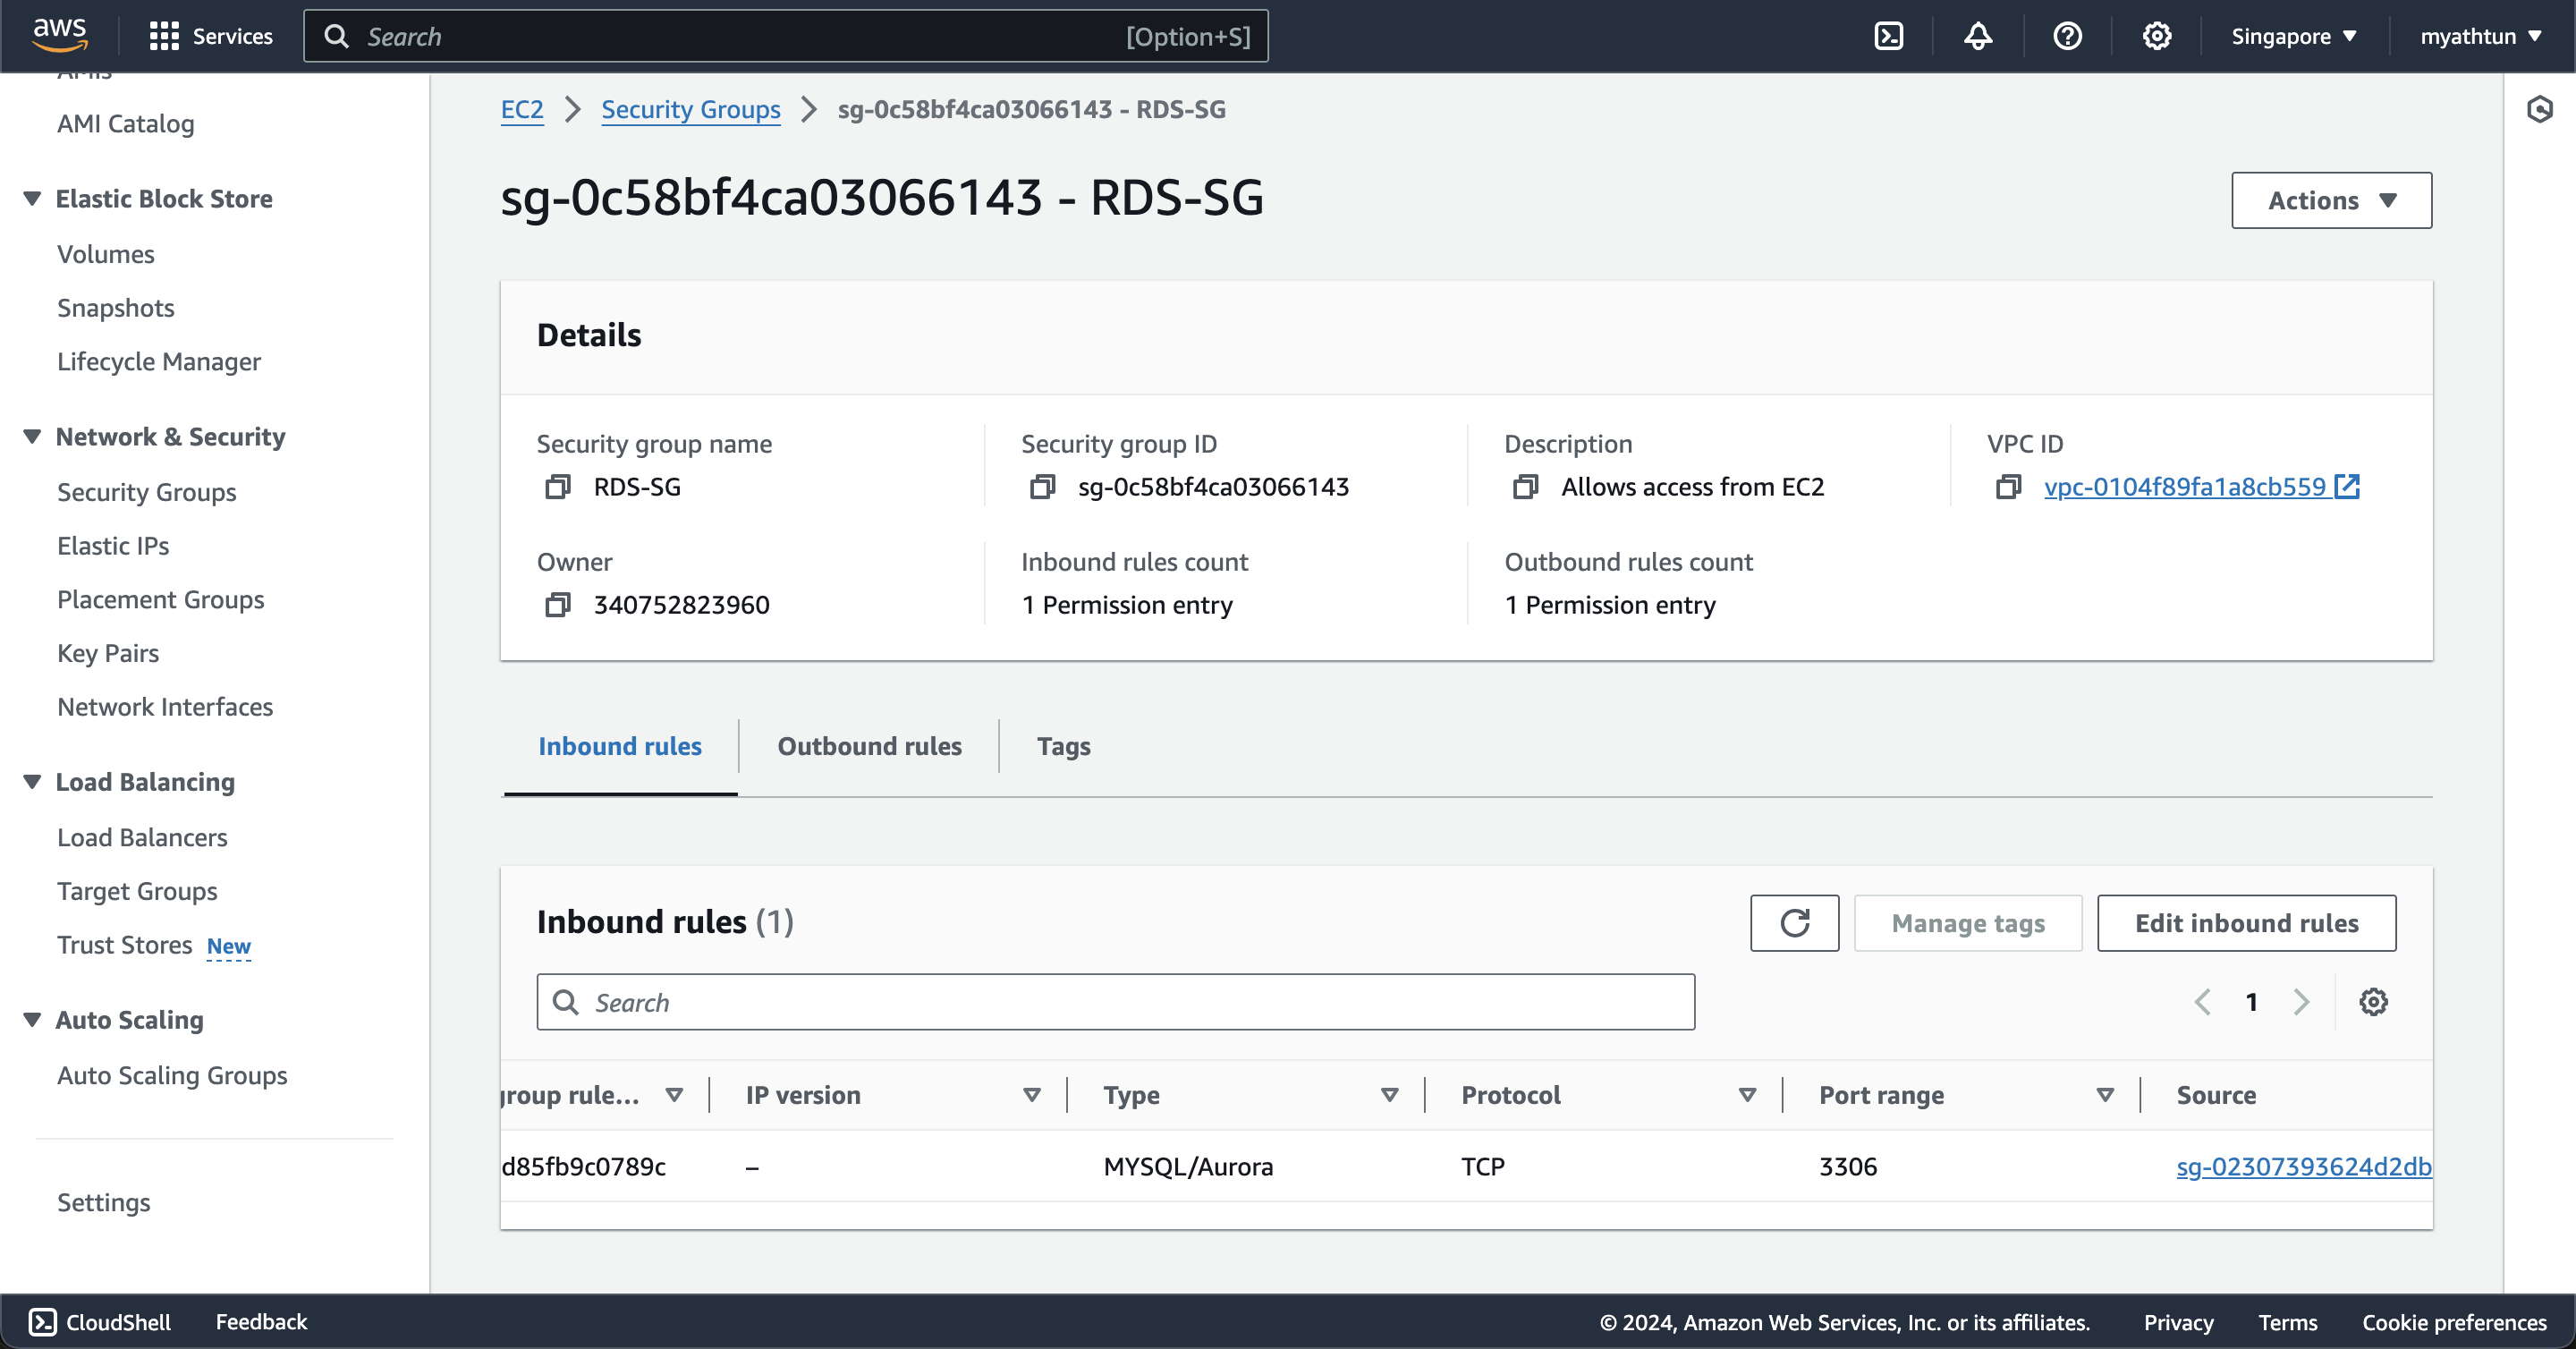 aws
Services
Search
[Option+S]
Singapore
myathtun
AMIs
AMI Catalog
Elastic Block Store
Volumes
Snapshots
Lifecycle Manager
Network & Security
Security Groups
Elastic IPs
Placement Groups
Key Pairs
Network Interfaces
Load Balancing
Load Balancers
Target Groups
Trust Stores New
Auto Scaling
Auto Scaling Groups
Settings
EC2 Security Groups sg-0c58bf4ca03066143 - RDS-SG
sg-0c58bf4ca03066143 - RDS-SG
Actions
Details
Security group name
RDS-SG
Security group ID
sg-0c58bf4ca03066143
Description
Allows access from EC2
VPC ID
vpc-0104f89fa1a8cb559
Owner
340752823960
Inbound rules count
1 Permission entry
Outbound rules count
1 Permission entry
Inbound rules
Outbound rules
Tags
Inbound rules (1)
Manage tags
Edit inbound rules
Search
1
group rule... IP version Type Protocol Port range Source
d85fb9c0789c – MYSQL/Aurora TCP 3306 sg-02307393624d2db
CloudShell Feedback
© 2024, Amazon Web Services, Inc. or its affiliates. Privacy Terms Cookie preferences